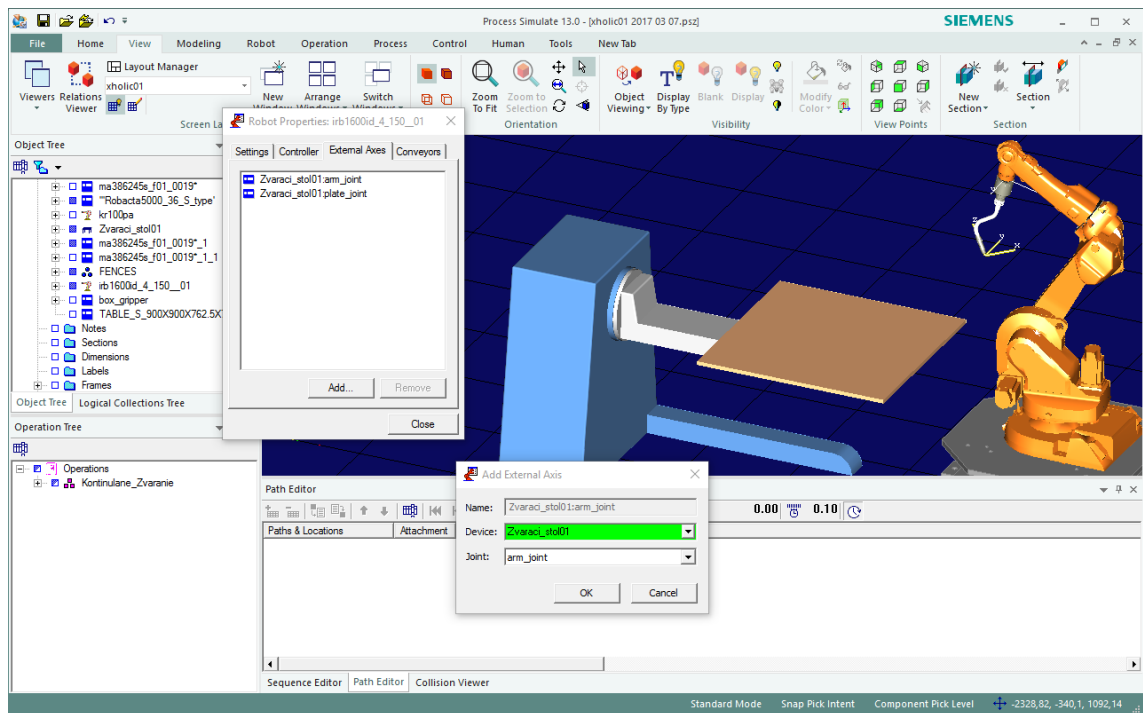 Process Simulate 13.0 - [xholic01 2017 03 07.psz]
SIEMENS
File Home View Modeling Robot Operation Process Control Human Tools New Tab
Viewers
Relations Viewer
Layout Manager
xholic01
Screen La
New
Arrange
Switch
Zoom To Fit
Zoom to Selection
Orientation
Object Viewing
Display By Type
Blank
Display
Modify Color
Visibility
View Points
New Section
Section
Section
Object Tree
ma386245s_f01_0019*
""Robacta5000_36_S_type'
kr100pa
Zvaraci_stol01
ma386245s_f01_0019*_1
ma386245s_f01_0019*_1_1
FENCES
irb1600id_4_150__01
box_gripper
TABLE_S_900X900X762.5X
Notes
Sections
Dimensions
Labels
Frames
Object Tree Logical Collections Tree
Operation Tree
Operations
Kontinulane_Zvaranie
Robot Properties: irb1600id_4_150__01
Settings Controller External Axes Conveyors
Zvaraci_stol01:arm_joint
Zvaraci_stol01:plate_joint
Add... Remove
Close
Path Editor
0.00 0.10
Paths & Locations Attachment
Add External Axis
Name: Zvaraci_stol01:arm_joint
Device: Zvaraci_stol01
Joint: arm_joint
OK Cancel
Sequence Editor Path Editor Collision Viewer
Standard Mode Snap Pick Intent Component Pick Level -2328,82, -340,1, 1092,14